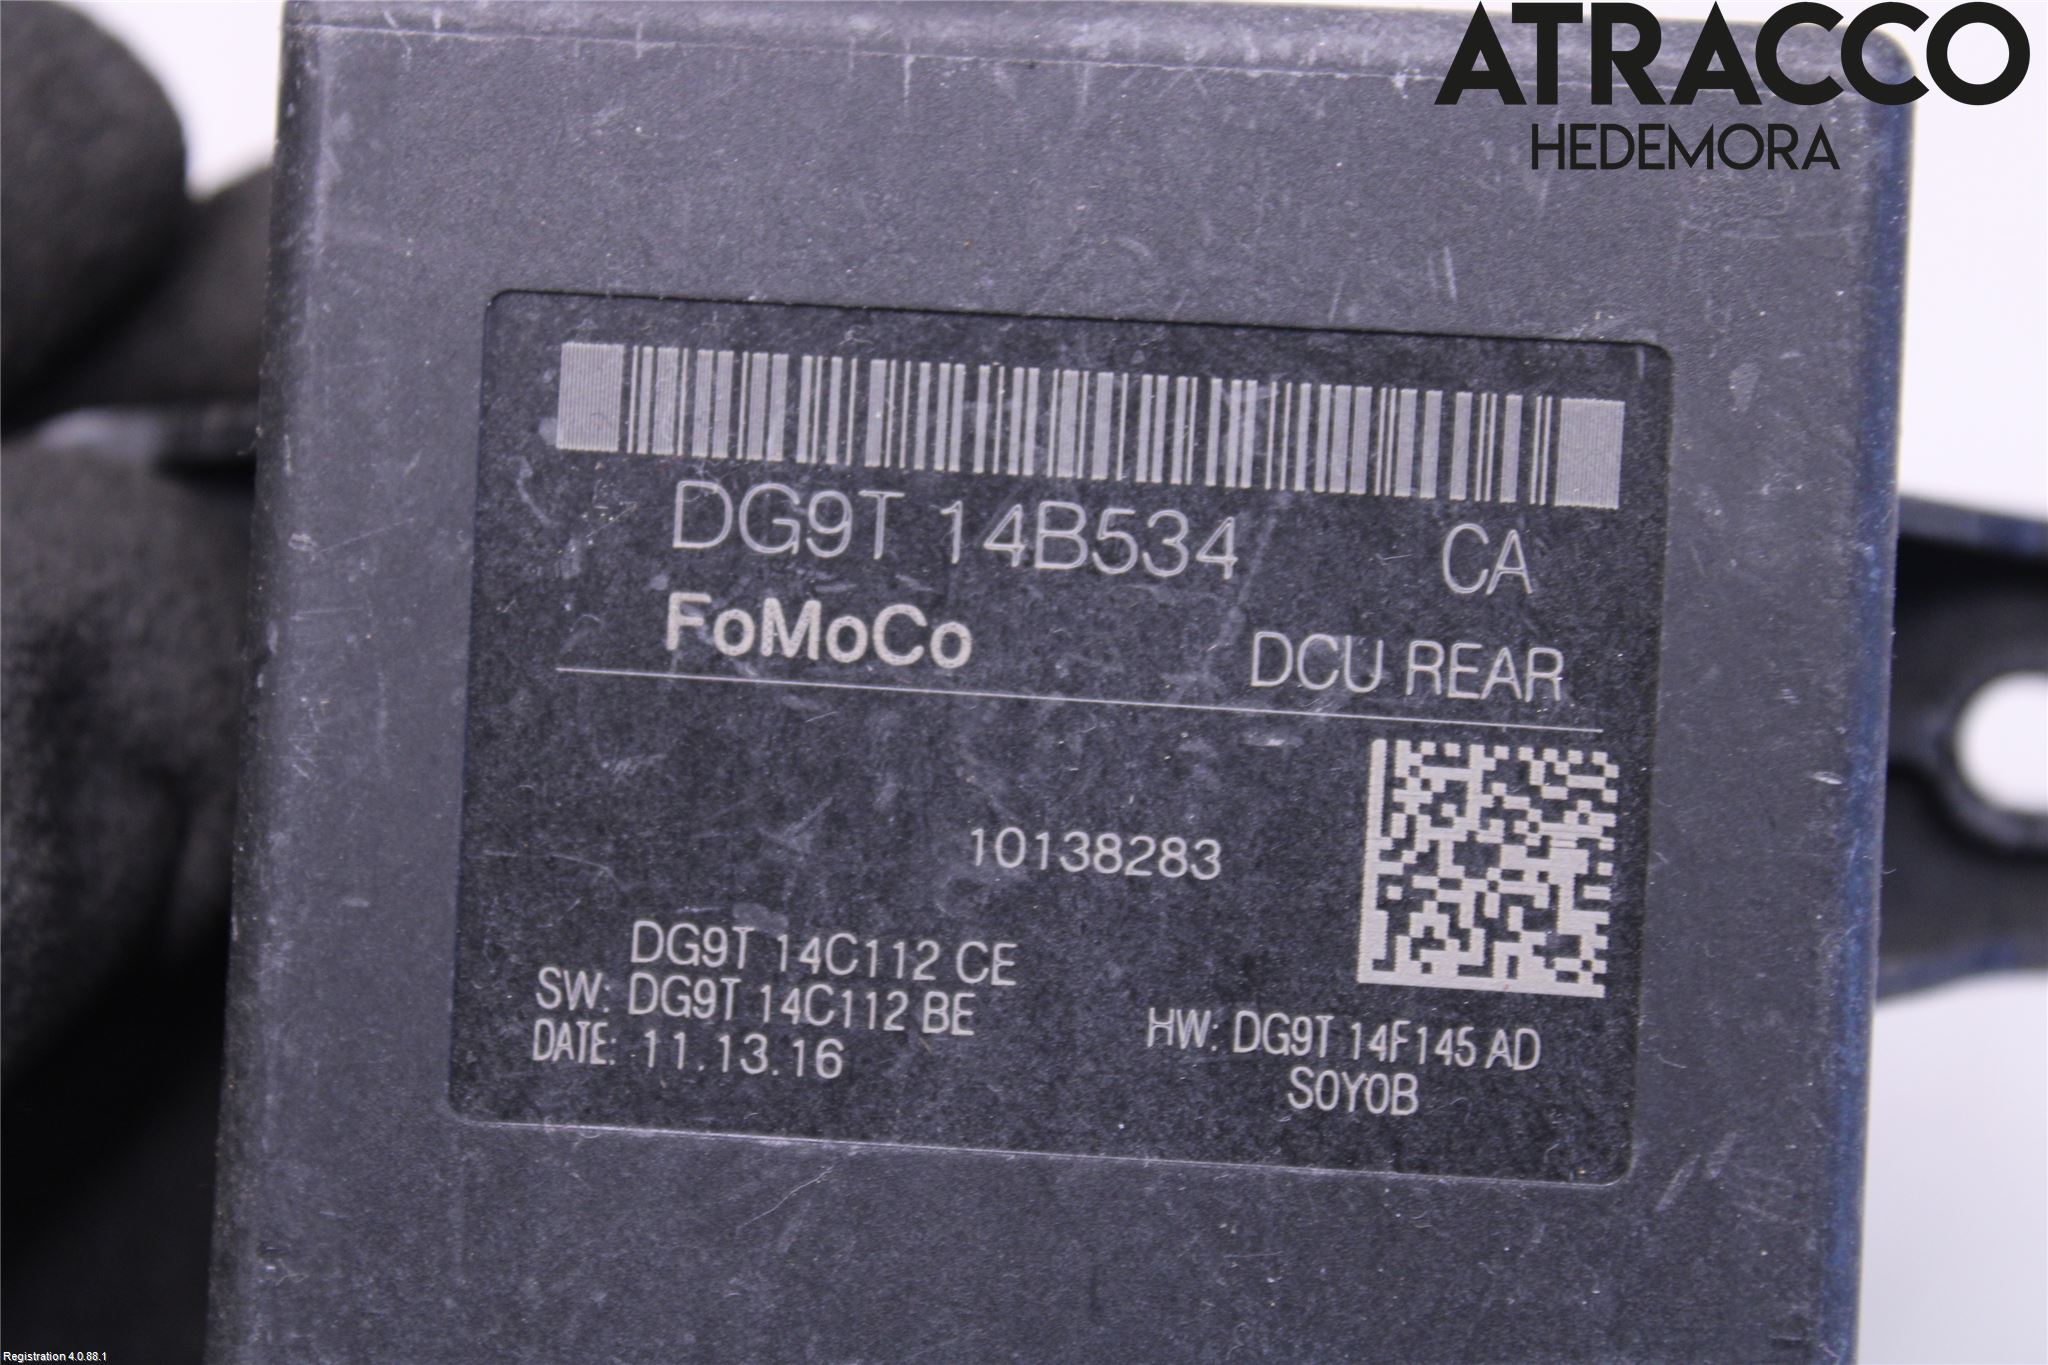 ATRACCO
HEDEMORA
DG9T 14B534 CA
FoMoCo DCU REAR
10138283
DG9T 14C112 CE
SW: DG9T 14C112 BE
DATE: 11.13.16
HW: DG9T 14F145 AD
S0Y0B
Registration 4.0.88.1